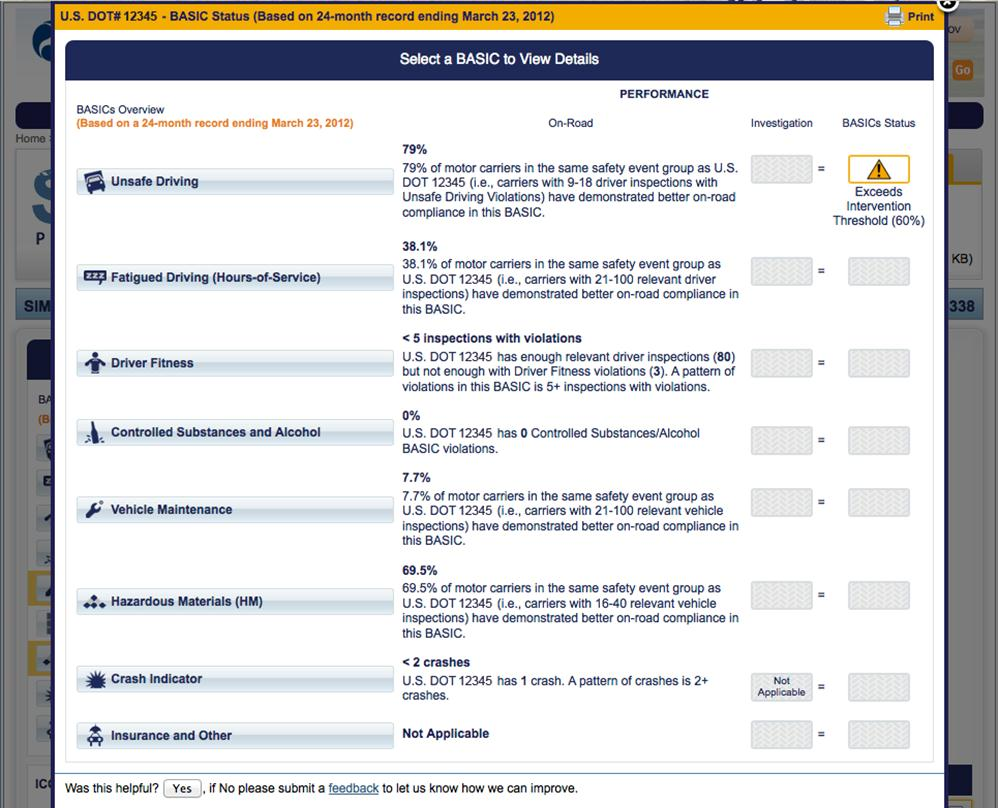 U.S. DOT# 12345 - BASIC Status (Based on 24-month record ending March 23, 2012)
Print
Select a BASIC to View Details
PERFORMANCE
BASICs Overview
(Based on a 24-month record ending March 23, 2012)
On-Road
Investigation
BASICs Status
Unsafe Driving
79%
79% of motor carriers in the same safety event group as U.S.
DOT 12345 (i.e., carriers with 9-18 driver inspections with
Unsafe Driving Violations) have demonstrated better on-road
compliance in this BASIC.
=
Exceeds
Intervention
Threshold (60%)
Fatigued Driving (Hours-of-Service)
38.1%
38.1% of motor carriers in the same safety event group as
U.S. DOT 12345 (i.e., carriers with 21-100 relevant driver
inspections) have demonstrated better on-road compliance in
this BASIC.
=
Driver Fitness
< 5 inspections with violations
U.S. DOT 12345 has enough relevant driver inspections (80)
but not enough with Driver Fitness violations (3). A pattern of
violations in this BASIC is 5+ inspections with violations.
=
Controlled Substances and Alcohol
0%
U.S. DOT 12345 has 0 Controlled Substances/Alcohol
BASIC violations.
=
Vehicle Maintenance
7.7%
7.7% of motor carriers in the same safety event group as
U.S. DOT 12345 (i.e., carriers with 21-100 relevant vehicle
inspections) have demonstrated better on-road compliance in
this BASIC.
=
Hazardous Materials (HM)
69.5%
69.5% of motor carriers in the same safety event group as
U.S. DOT 12345 (i.e., carriers with 16-40 relevant vehicle
inspections) have demonstrated better on-road compliance in
this BASIC.
=
Crash Indicator
< 2 crashes
U.S. DOT 12345 has 1 crash. A pattern of crashes is 2+
crashes.
Not
Applicable
=
Insurance and Other
Not Applicable
=
Was this helpful? Yes , if No please submit a feedback to let us know how we can improve.
Home
Go
KB)
338